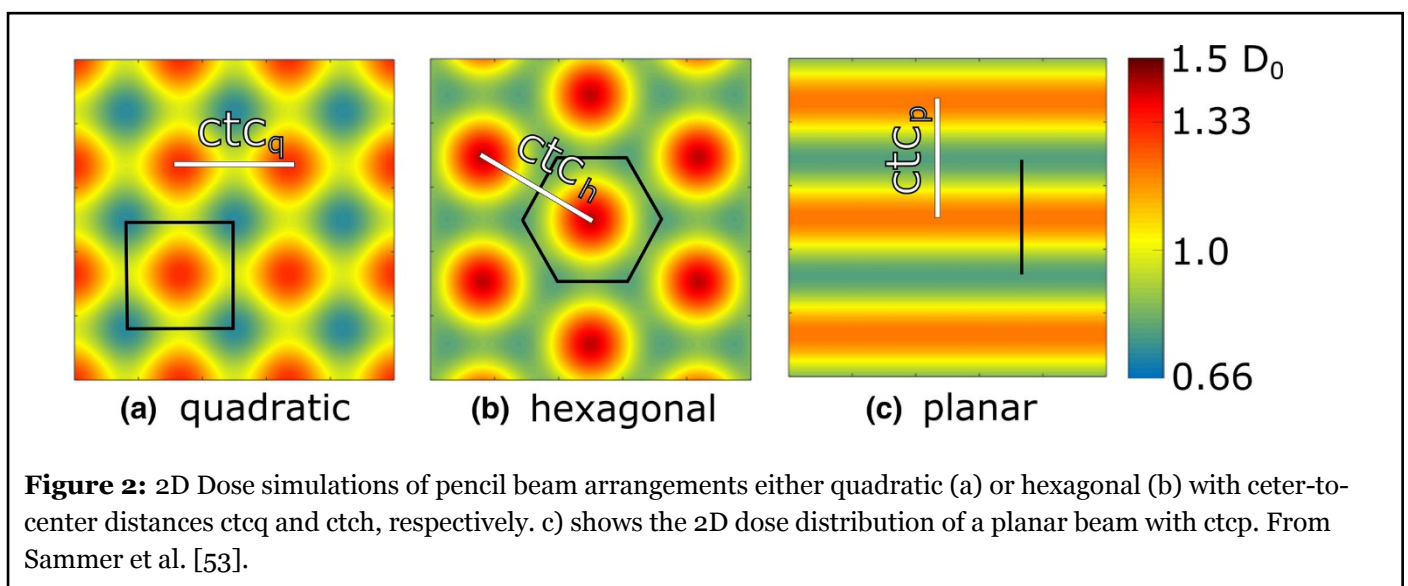 ctcq
ctch
ctcp
1.5 D0
1.33
1.0
0.66
(a) quadratic
(b) hexagonal
(c) planar
Figure 2: 2D Dose simulations of pencil beam arrangements either quadratic (a) or hexagonal (b) with ceter-to-
center distances ctcq and ctch, respectively. c) shows the 2D dose distribution of a planar beam with ctcp. From
Sammer et al. [53].